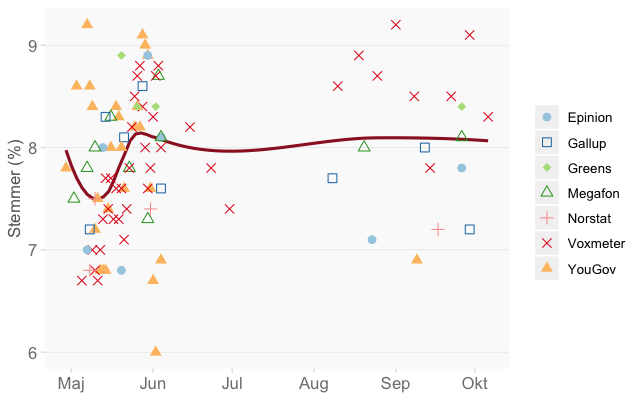 Stemmer (%)
9
8
7
6
Maj Jun Jul Aug Sep Okt
Epinion
Gallup
Greens
Megafon
Norstat
Voxmeter
YouGov